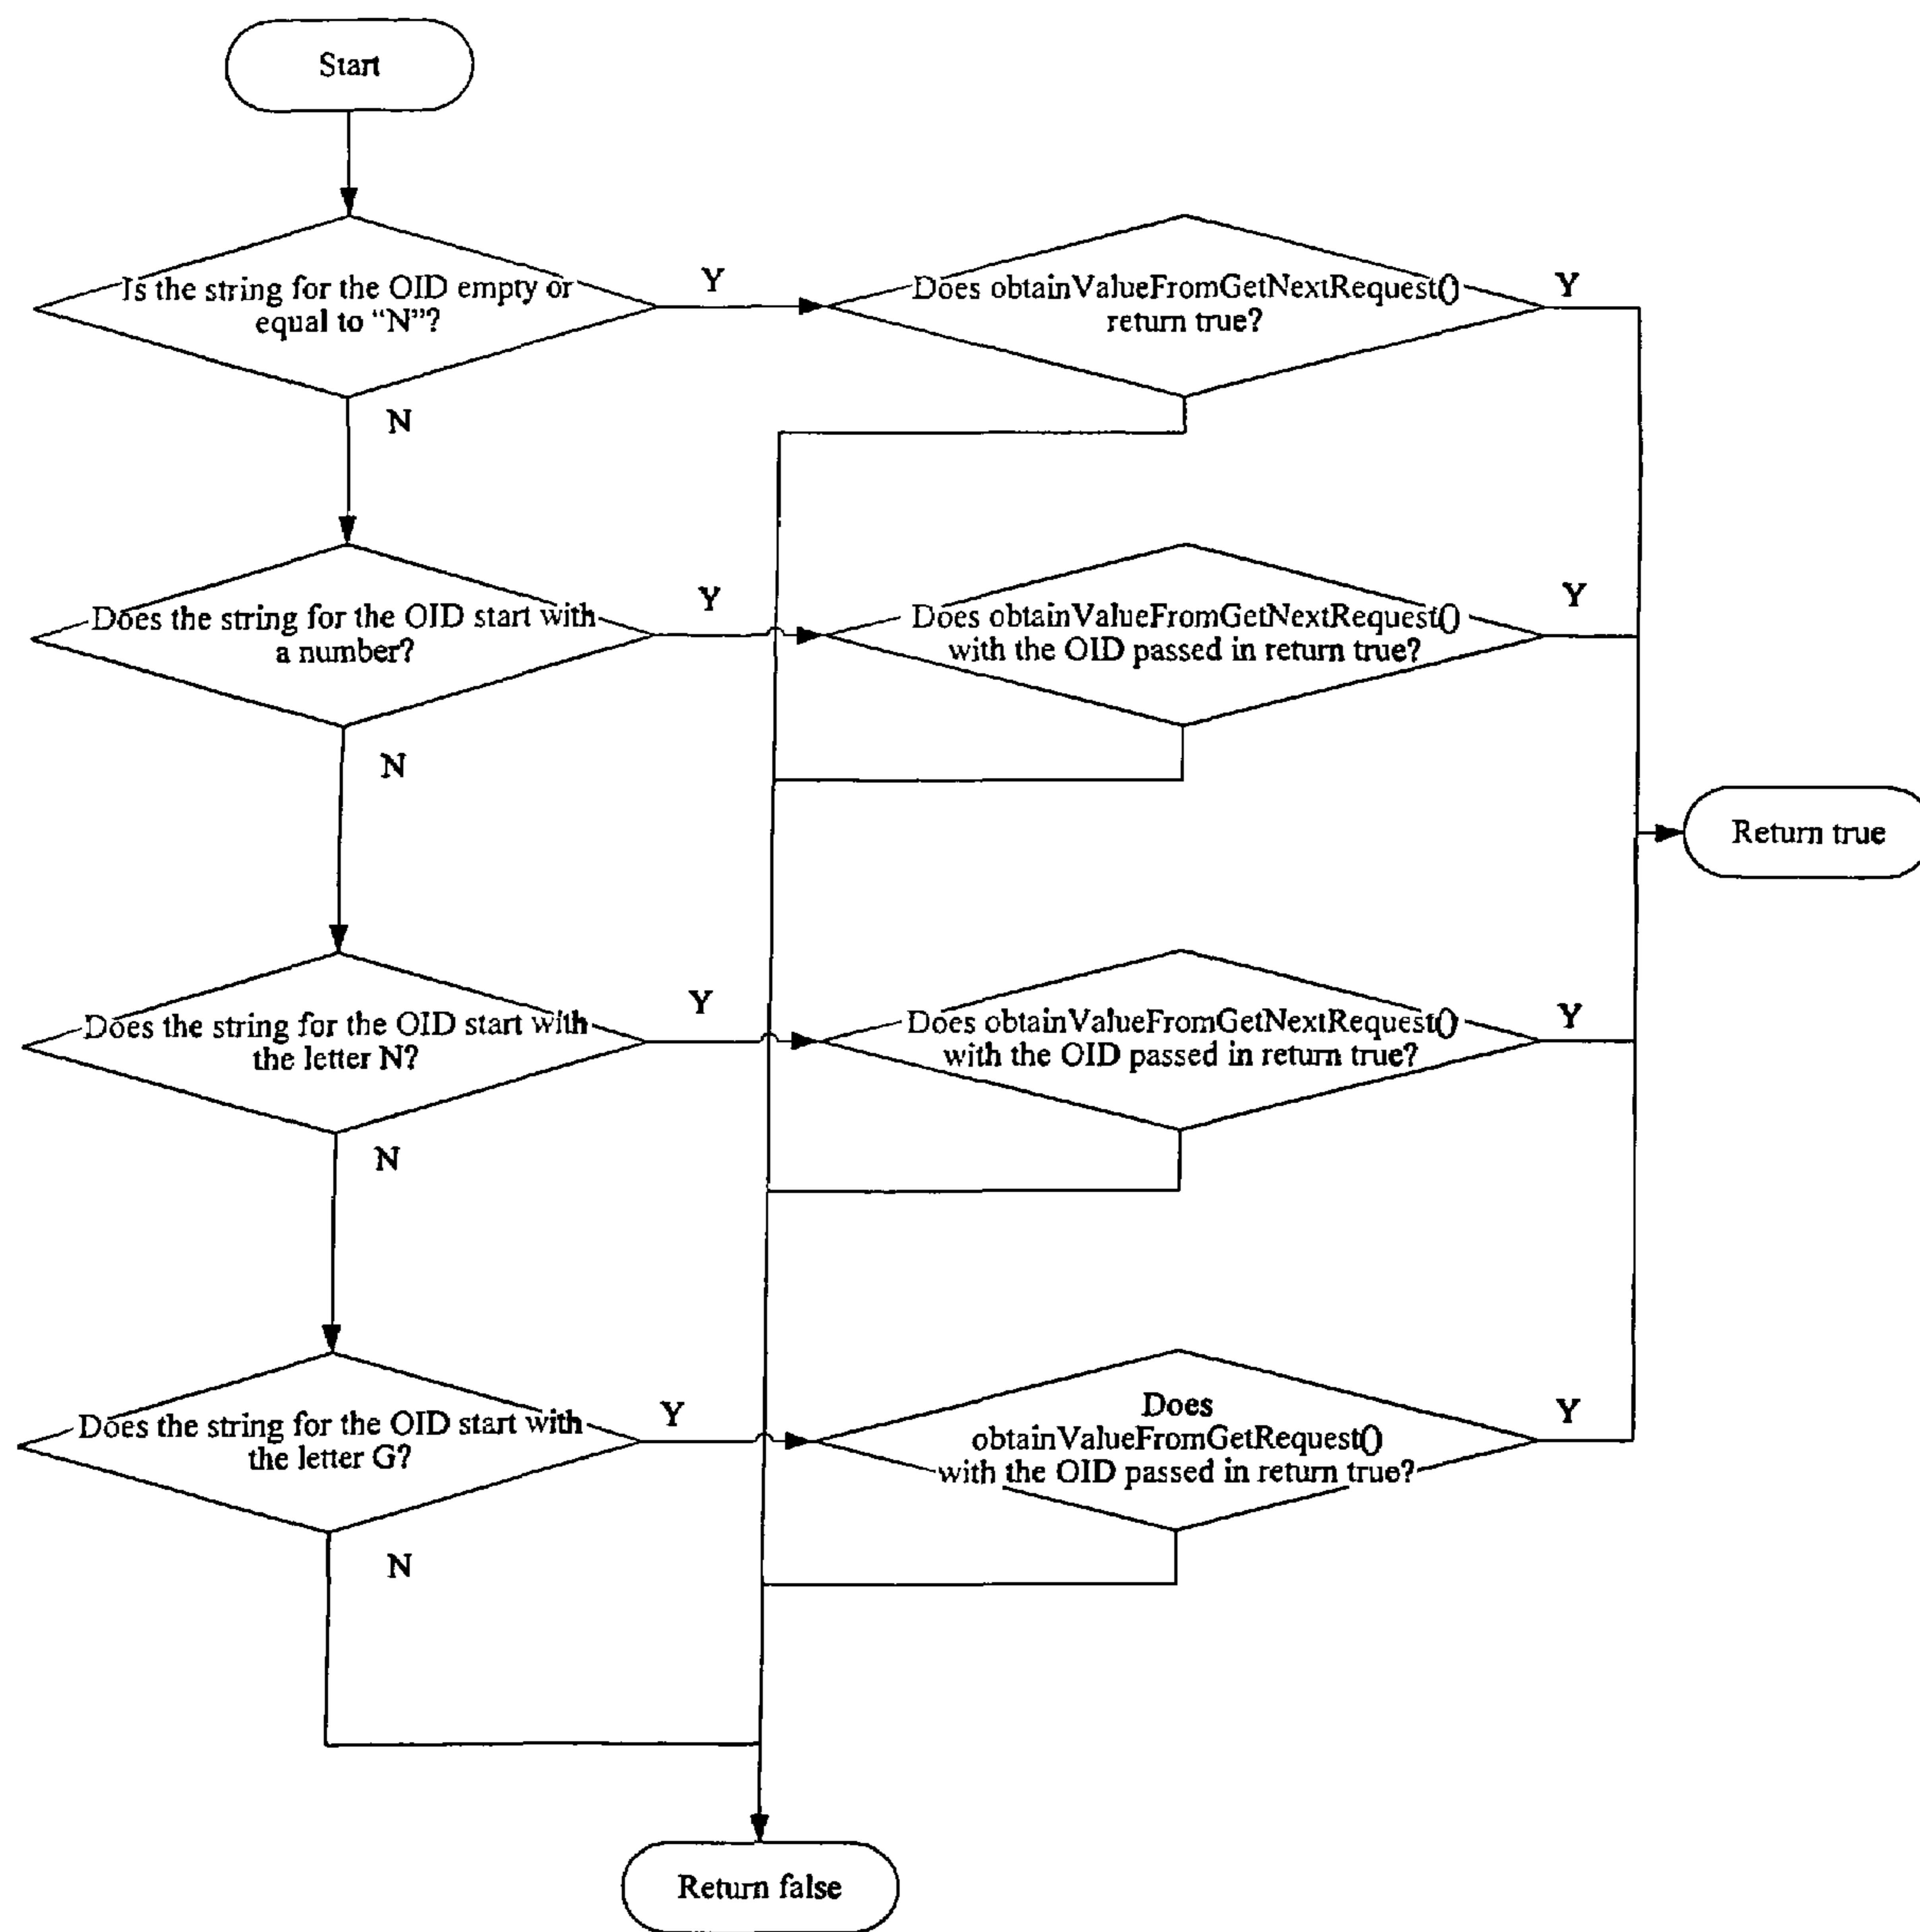 Start
Is the string for the OID empty or
equal to “N”?
Y
Does obtainValueFromGetNextRequest()
return true?
Y
N
Does the string for the OID start with
a number?
Y
Does obtainValueFromGetNextRequest()
with the OID passed in return true?
Y
N
Return true
Does the string for the OID start with
the letter N?
Y
Does obtainValueFromGetNextRequest()
with the OID passed in return true?
Y
N
Does the string for the OID start with
the letter G?
Y
Does
obtainValueFromGetRequest()
with the OID passed in return true?
Y
N
Return false